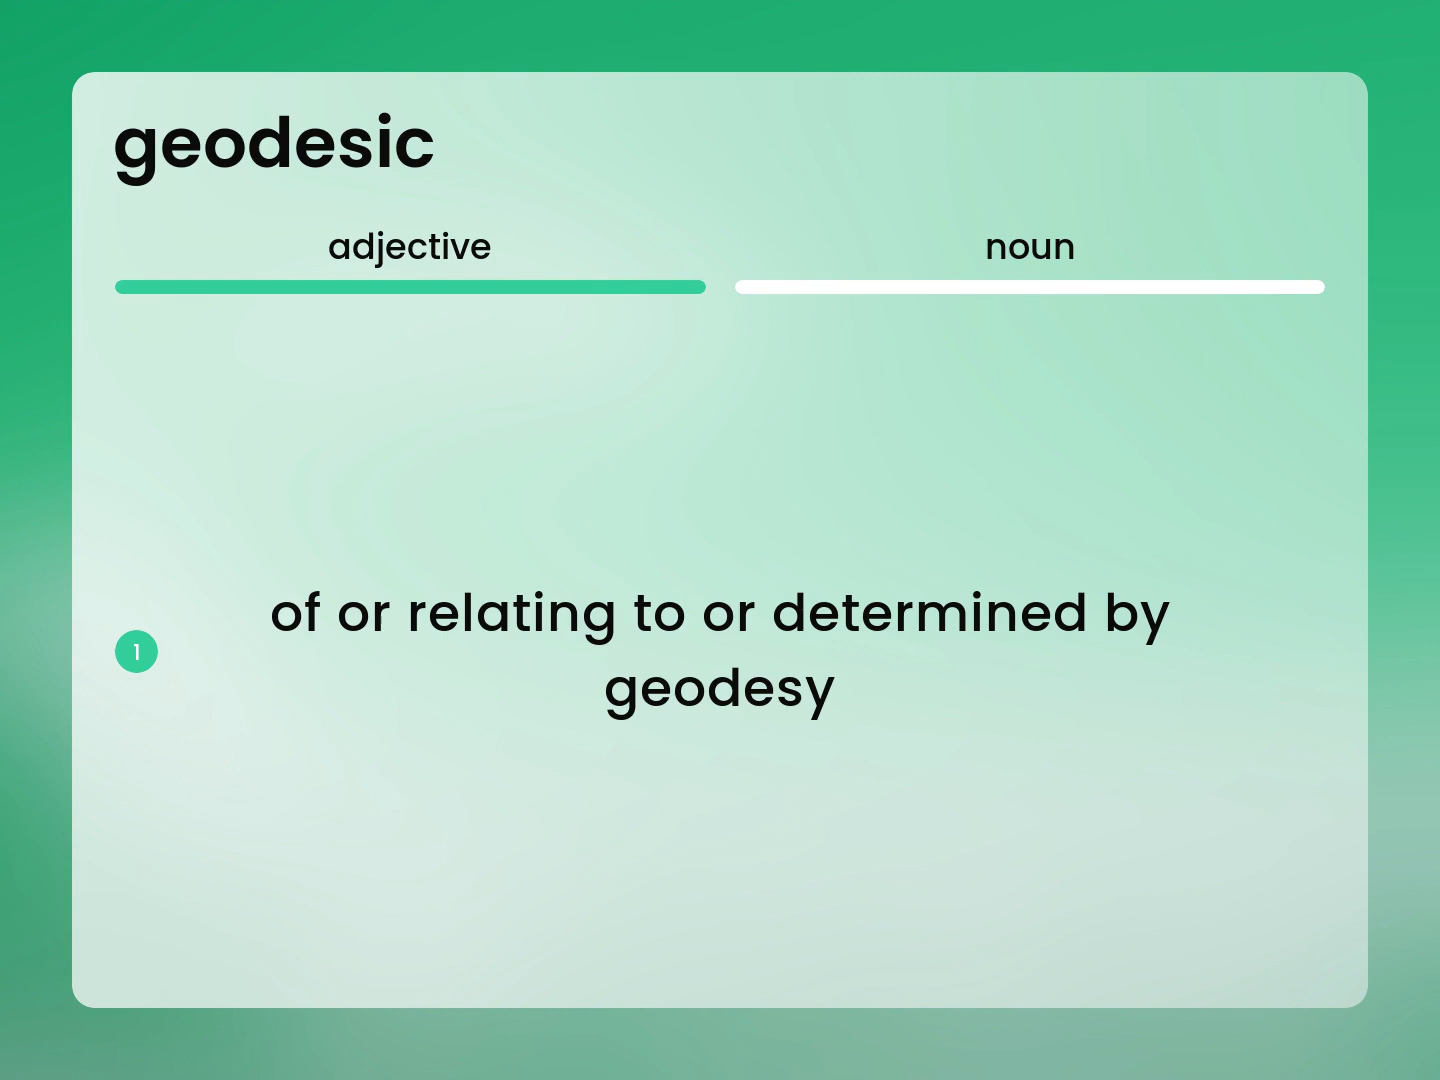 geodesic
adjective
noun
1
of or relating to or determined by
geodesy